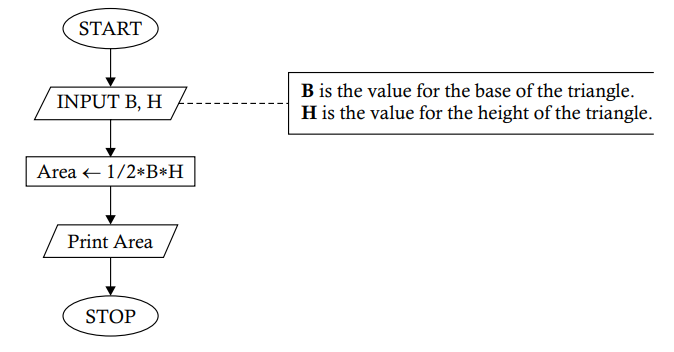 START
INPUT B, H
B is the value for the base of the triangle.
H is the value for the height of the triangle.
Area ← 1/2*B*H
Print Area
STOP